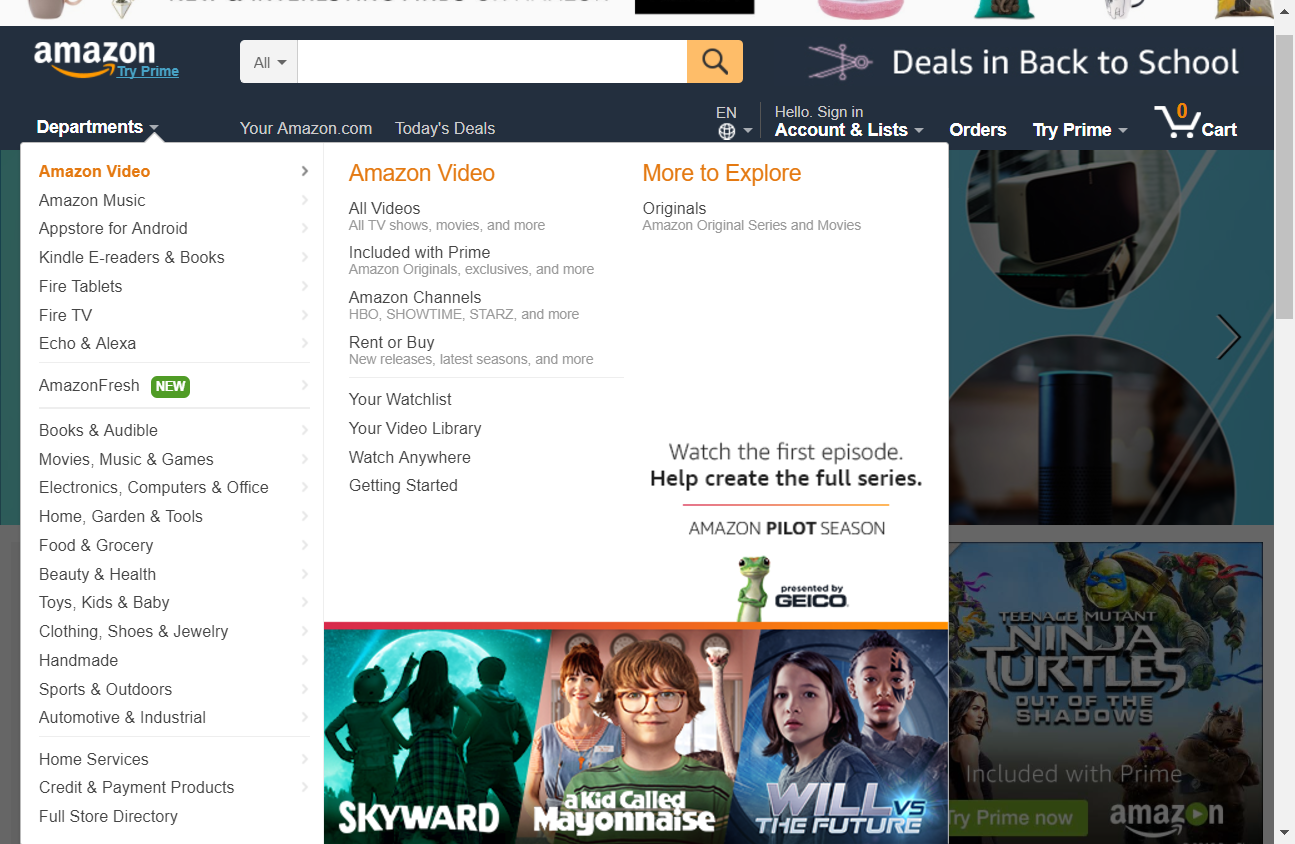 amazon
Try Prime
All
Deals in Back to School
Departments
Your Amazon.com
Today's Deals
EN
Hello. Sign in
Account & Lists
Orders
Try Prime
0
Cart
Amazon Video
Amazon Music
Appstore for Android
Kindle E-readers & Books
Fire Tablets
Fire TV
Echo & Alexa
AmazonFresh NEW
Books & Audible
Movies, Music & Games
Electronics, Computers & Office
Home, Garden & Tools
Food & Grocery
Beauty & Health
Toys, Kids & Baby
Clothing, Shoes & Jewelry
Handmade
Sports & Outdoors
Automotive & Industrial
Home Services
Credit & Payment Products
Full Store Directory
Amazon Video
All Videos
All TV shows, movies, and more
Included with Prime
Amazon Originals, exclusives, and more
Amazon Channels
HBO, SHOWTIME, STARZ, and more
Rent or Buy
New releases, latest seasons, and more
Your Watchlist
Your Video Library
Watch Anywhere
Getting Started
More to Explore
Originals
Amazon Original Series and Movies
Watch the first episode.
Help create the full series.
AMAZON PILOT SEASON
presented by
GEICO
SKYWARD
a Kid Called
Mayonnaise
WILL VS
THE FUTURE
TEENAGE MUTANT
NINJA
TURTLES
OUT OF THE
SHADOWS
Included with Prime
Try Prime now
amazon